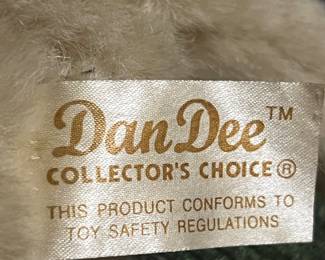 DanDee™
COLLECTOR'S CHOICE®
THIS PRODUCT CONFORMS TO
TOY SAFETY REGULATIONS